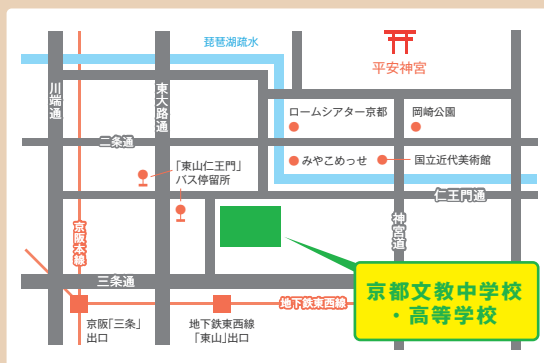 琵琶湖疏水
平安神宮
川端通
東大路通
ロームシアター京都
岡崎公園
二条通
みやこめっせ
国立近代美術館
「東山仁王門」
バス停留所
仁王門通
神宮道
京阪本線
三条通
京都文教中学校
・高等学校
地下鉄東西線
京阪「三条」
出口
地下鉄東西線
「東山」出口